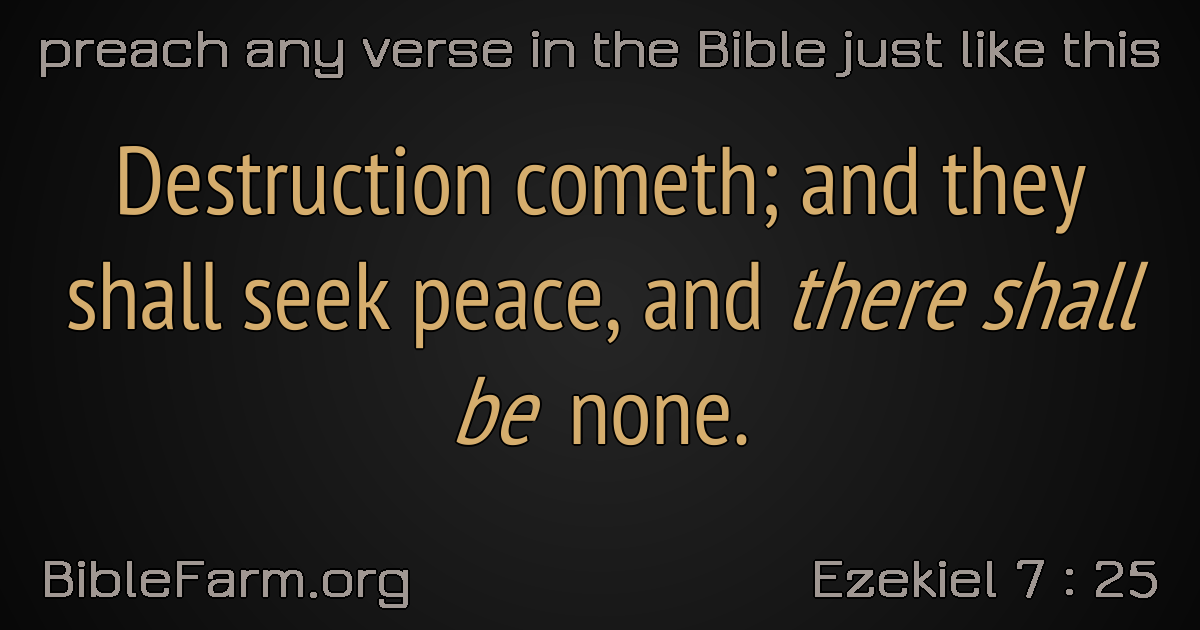 preach any verse in the Bible just like this
Destruction cometh; and they
shall seek peace, and there shall
be none.
BibleFarm.org
Ezekiel 7 : 25